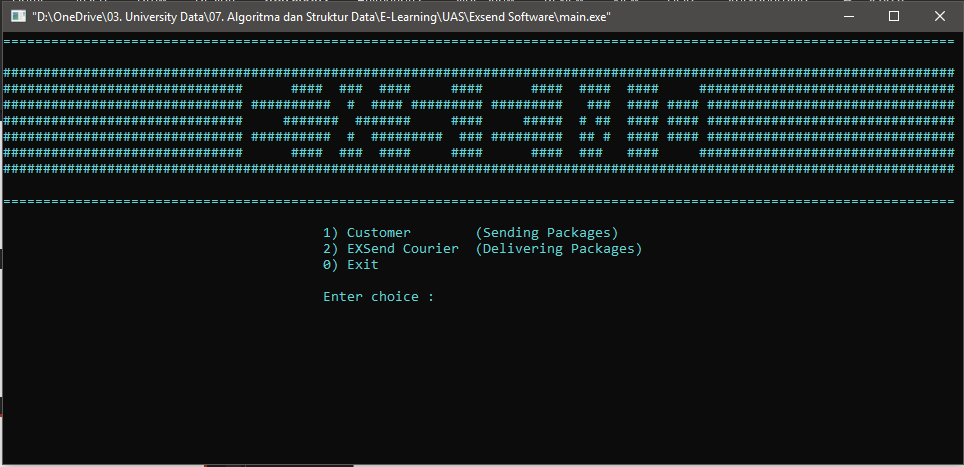 "D:\OneDrive\03. University Data\07. Algoritma dan Struktur Data\E-Learning\UAS\Exsend Software\main.exe"
EXSEND
1) Customer (Sending Packages)
2) EXSend Courier (Delivering Packages)
0) Exit
Enter choice :